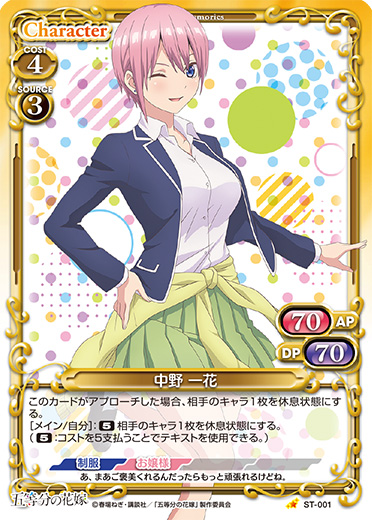 Character
COST
4
SOURCE
3
70 AP
DP 70
中野 一花
このカードがアプローチした場合、相手のキャラ1枚を休息状態にする。
[メイン/自分]:5 相手のキャラ1枚を休息状態にする。
(5:コストを5支払うことでテキストを使用できる。)
制服 お嬢様
あ、まあご褒美くれるんだったらもっと頑張れるけどね。
五等分の花嫁
©春場ねぎ・講談社/「五等分の花嫁」製作委員会
ST-001